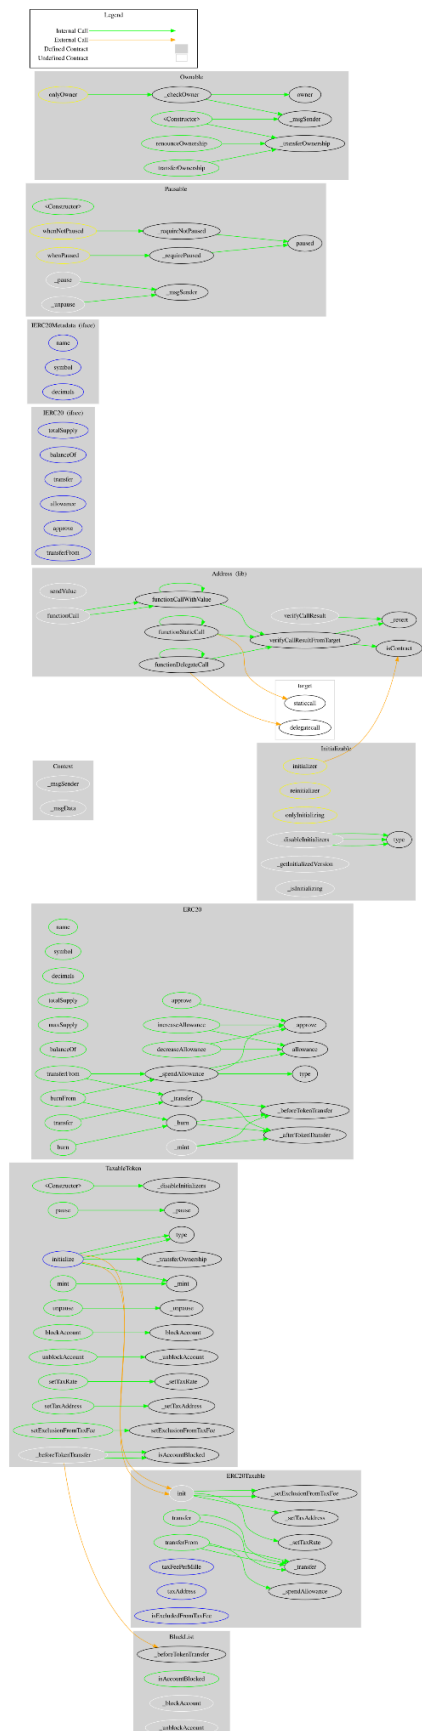 Legend
Internal Call
External Call
Defined Contract
Undefined Contract
Ownable
onlyOwner
_checkOwner
owner
<Constructor>
_msgSender
renounceOwnership
_transferOwnership
transferOwnership
Pausable
<Constructor>
whenNotPaused
_requireNotPaused
paused
whenPaused
_requirePaused
_pause
_msgSender
_unpause
IERC20Metadata (iface)
name
symbol
decimals
IERC20 (iface)
totalSupply
balanceOf
transfer
allowance
approve
transferFrom
Address (lib)
sendValue
functionCallWithValue
verifyCallResult
_revert
functionCall
functionStaticCall
verifyCallResultFromTarget
isContract
functionDelegateCall
target
staticcall
delegatecall
Initializable
initializer
reinitializer
onlyInitializing
_disableInitializers
type
_getInitializedVersion
_isInitializing
Context
_msgSender
_msgData
ERC20
name
symbol
decimals
totalSupply
approve
maxSupply
increaseAllowance
_approve
balanceOf
decreaseAllowance
allowance
transferFrom
_spendAllowance
type
burnFrom
_transfer
_beforeTokenTransfer
transfer
_burn
_afterTokenTransfer
burn
_mint
TaxableToken
<Constructor>
_disableInitializers
pause
_pause
type
initialize
_transferOwnership
mint
_mint
unpause
_unpause
blockAccount
_blockAccount
unblockAccount
_unblockAccount
setTaxRate
_setTaxRate
setTaxAddress
_setTaxAddress
setExclusionFromTaxFee
_setExclusionFromTaxFee
_beforeTokenTransfer
isAccountBlocked
ERC20Taxable
init
_setExclusionFromTaxFee
_setTaxAddress
transfer
_setTaxRate
transferFrom
_transfer
taxFeePerMille
_spendAllowance
taxAddress
isExcludedFromTaxFee
BlackList
_beforeTokenTransfer
isAccountBlocked
_blockAccount
_unblockAccount